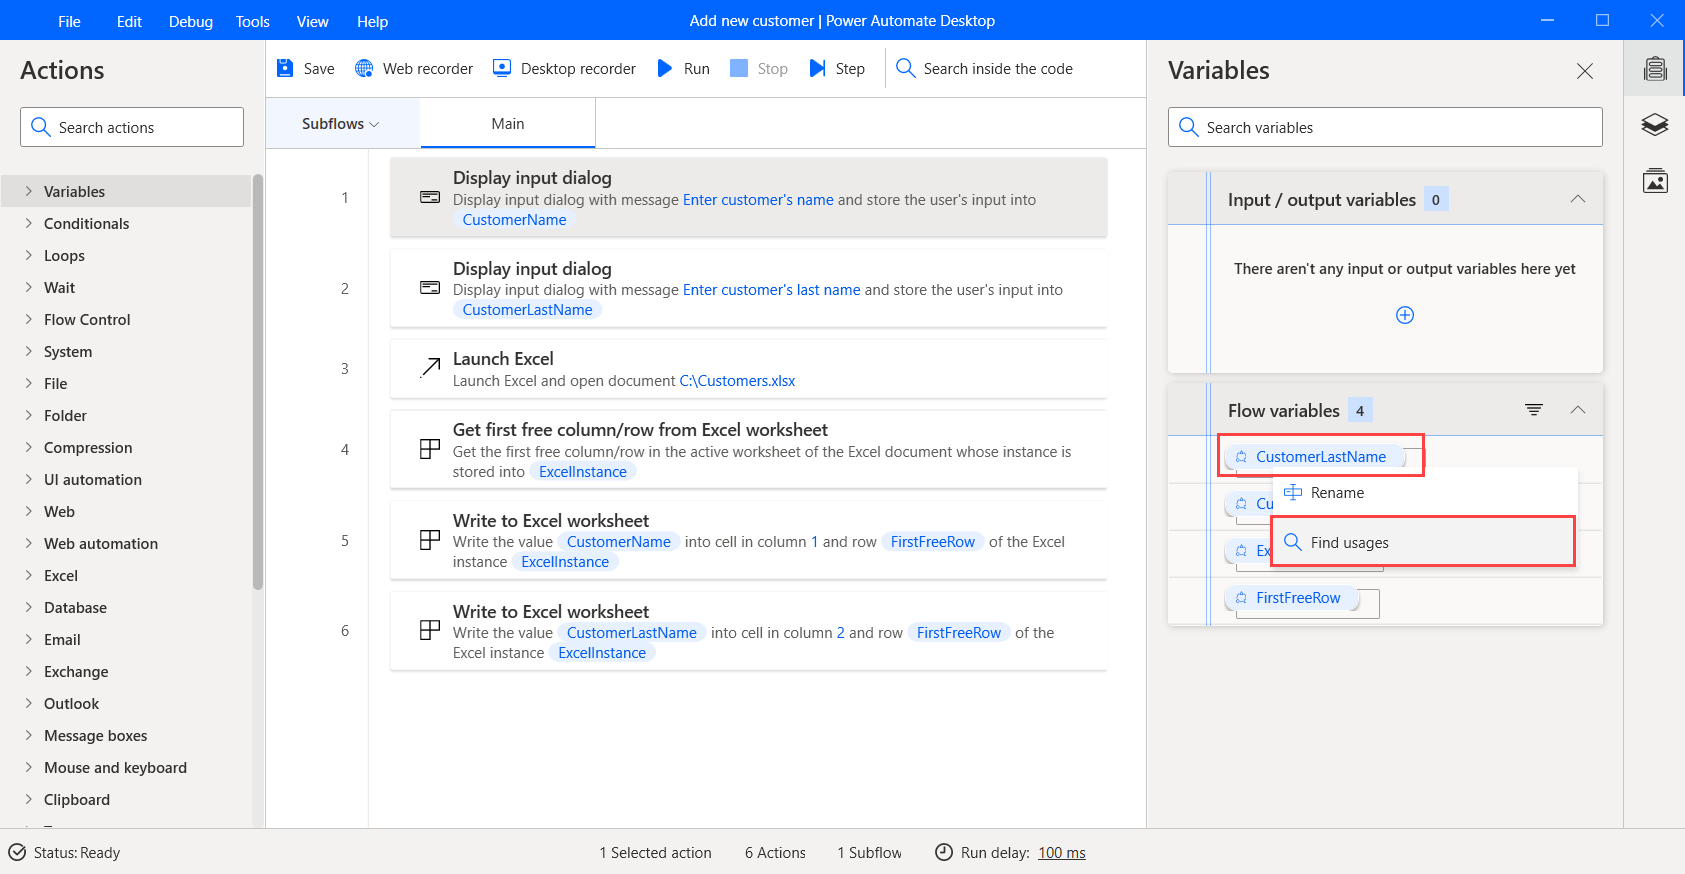 File Edit Debug Tools View Help Add new customer | Power Automate Desktop
Actions
Search actions
Variables
Conditionals
Loops
Wait
Flow Control
System
File
Folder
Compression
UI automation
Web
Web automation
Excel
Database
Email
Exchange
Outlook
Message boxes
Mouse and keyboard
Clipboard
Save Web recorder Desktop recorder Run Stop Step Search inside the code
Subflows Main
1
Display input dialog
Display input dialog with message Enter customer's name and store the user's input into
CustomerName
2
Display input dialog
Display input dialog with message Enter customer's last name and store the user's input into
CustomerLastName
3
Launch Excel
Launch Excel and open document C:\Customers.xlsx
4
Get first free column/row from Excel worksheet
Get the first free column/row in the active worksheet of the Excel document whose instance is
stored into ExcelInstance
5
Write to Excel worksheet
Write the value CustomerName into cell in column 1 and row FirstFreeRow of the Excel
instance ExcelInstance
6
Write to Excel worksheet
Write the value CustomerLastName into cell in column 2 and row FirstFreeRow of the
Excel instance ExcelInstance
Variables
Search variables
Input / output variables 0
There aren't any input or output variables here yet
Flow variables 4
CustomerLastName
Rename
Cu
Find usages
Ex
FirstFreeRow
Status: Ready 1 Selected action 6 Actions 1 Subflow Run delay: 100 ms